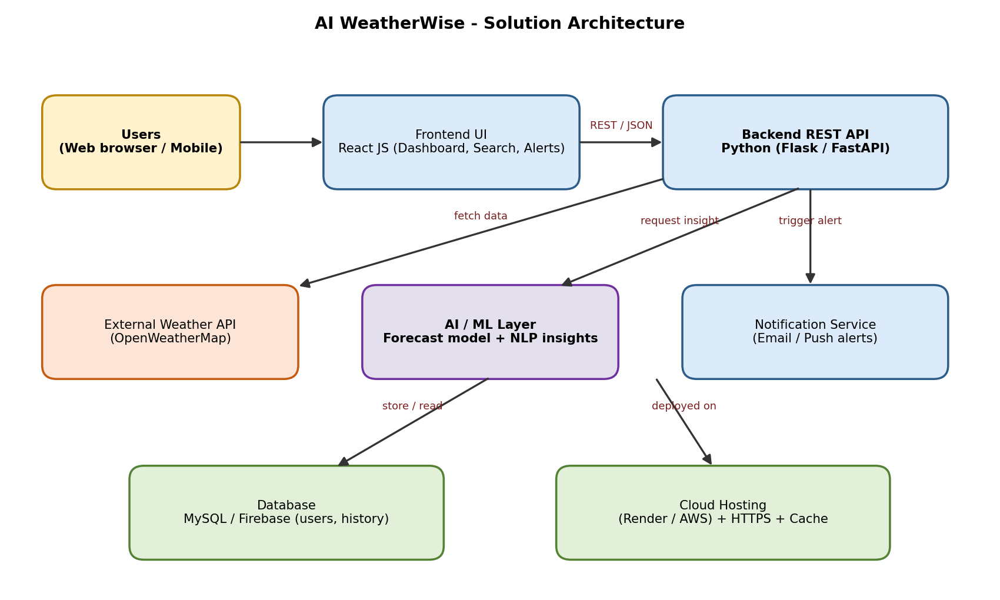 AI WeatherWise - Solution Architecture
Users
(Web browser / Mobile)
Frontend UI
React JS (Dashboard, Search, Alerts)
REST / JSON
Backend REST API
Python (Flask / FastAPI)
fetch data
request insight
trigger alert
External Weather API
(OpenWeatherMap)
AI / ML Layer
Forecast model + NLP insights
Notification Service
(Email / Push alerts)
store / read
deployed on
Database
MySQL / Firebase (users, history)
Cloud Hosting
(Render / AWS) + HTTPS + Cache